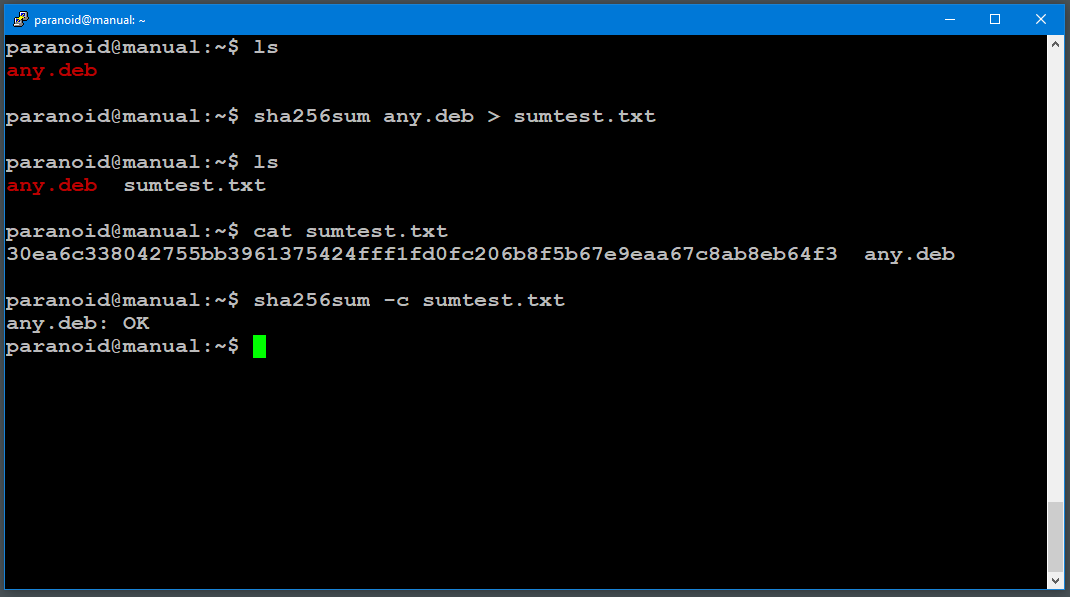 paranoid@manual: ~
paranoid@manual:~$ ls
any.deb
paranoid@manual:~$ sha256sum any.deb > sumtest.txt
paranoid@manual:~$ ls
any.deb  sumtest.txt
paranoid@manual:~$ cat sumtest.txt
30ea6c338042755bb3961375424fff1fd0fc206b8f5b67e9eaa67c8ab8eb64f3  any.deb
paranoid@manual:~$ sha256sum -c sumtest.txt
any.deb: OK
paranoid@manual:~$